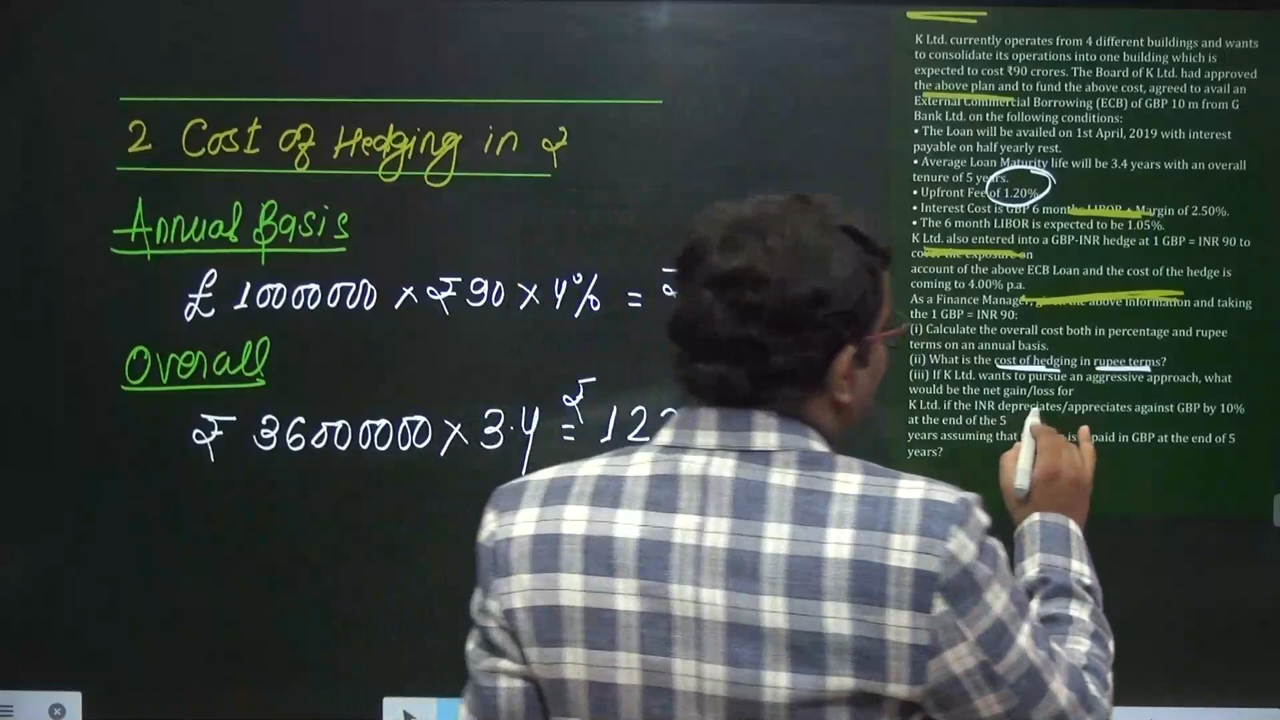 2 Cost of Hedging in ₹
Annual Basis
£ 10000000 × ₹ 90 × 4% = ₹
Overall
₹ 36000000 × 3.4 = ₹ 122
K Ltd. currently operates from 4 different buildings and wants
to consolidate its operations into one building which is
expected to cost ₹90 crores. The Board of K Ltd. had approved
the above plan and to fund the above cost, agreed to avail an
External Commercial Borrowing (ECB) of GBP 10 m from G
Bank Ltd. on the following conditions:
• The Loan will be availed on 1st April, 2019 with interest
payable on half yearly rest.
• Average Loan Maturity life will be 3.4 years with an overall
tenure of 5 years.
• Upfront Fee of 1.20%
• Interest Cost is GBP 6 months LIBOR + Margin of 2.50%.
• The 6 month LIBOR is expected to be 1.05%.
K Ltd. also entered into a GBP-INR hedge at 1 GBP = INR 90 to
cover the exposure on
account of the above ECB Loan and the cost of the hedge is
coming to 4.00% p.a.
As a Finance Manager, the above information and taking
the 1 GBP = INR 90:
(i) Calculate the overall cost both in percentage and rupee
terms on an annual basis.
(ii) What is the cost of hedging in rupee terms?
(iii) If K Ltd. wants to pursue an aggressive approach, what
would be the net gain/loss for
K Ltd. if the INR depreciates/appreciates against GBP by 10%
at the end of the 5
years assuming that is paid in GBP at the end of 5
years?